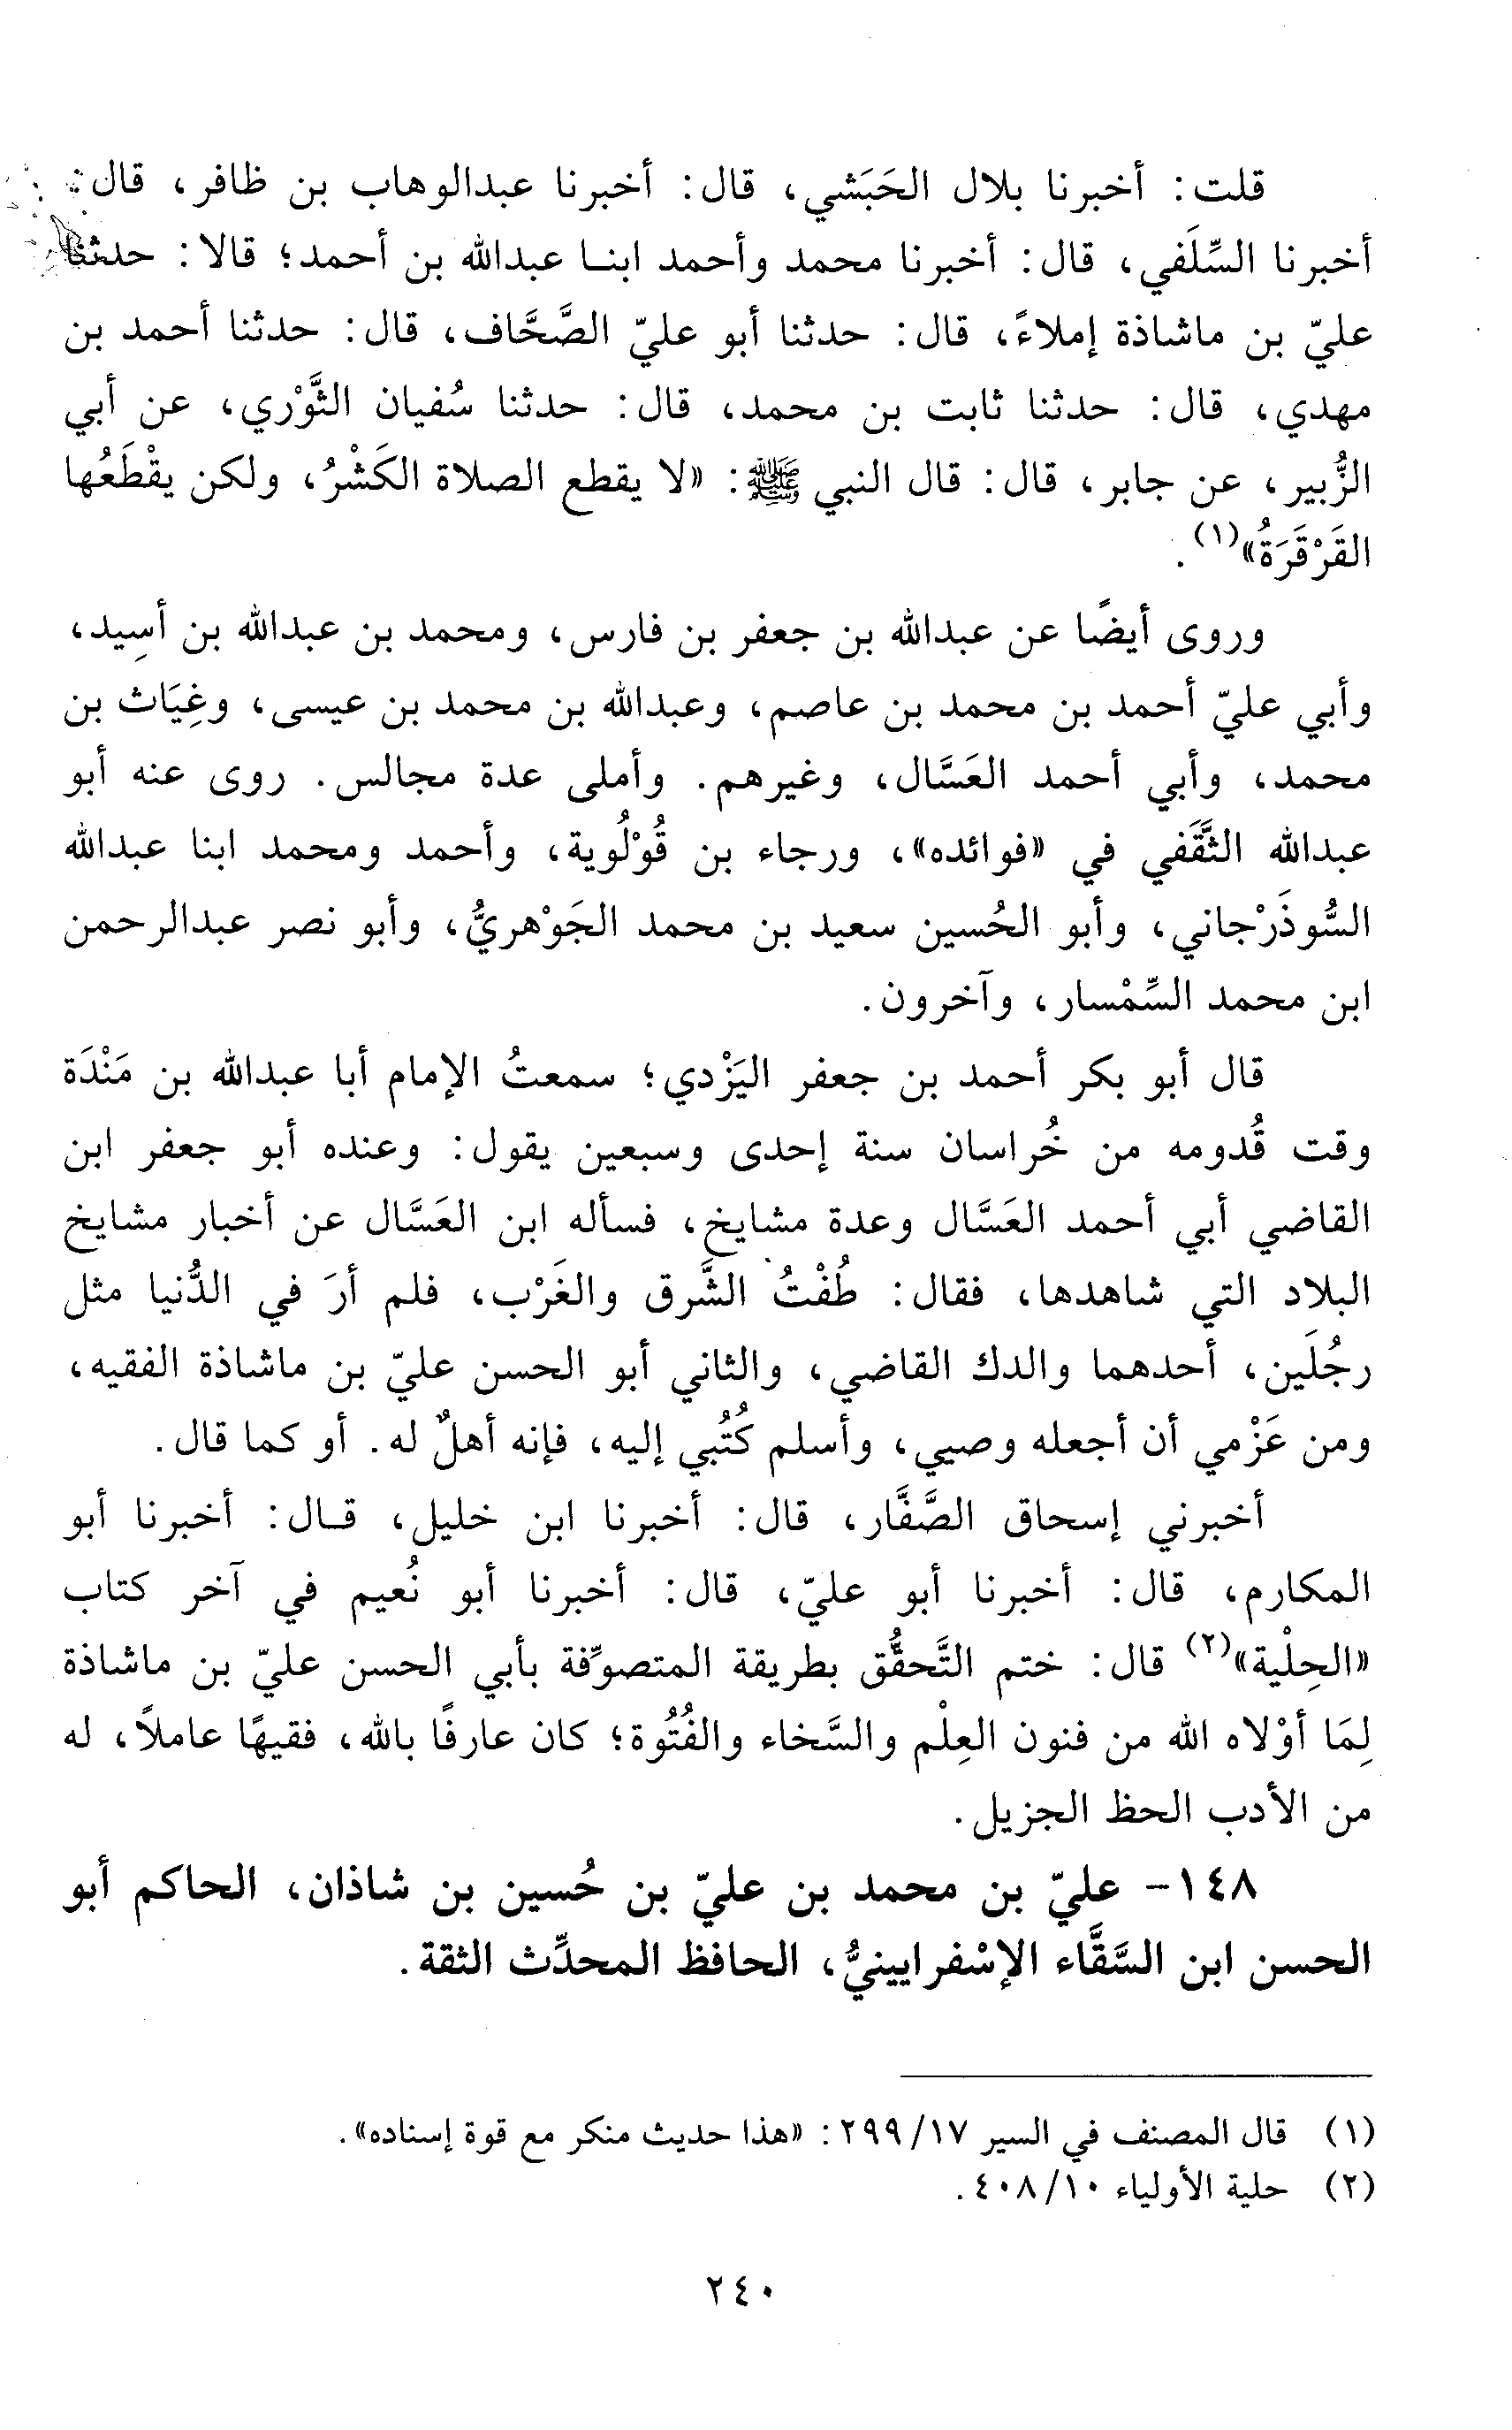 قلت: أخبرنا بلال الحَبَشي، قال: أخبرنا عبدالوهاب بن ظافر، قال:
أخبرنا السِّلَفي، قال: أخبرنا محمد وأحمد ابنا عبدالله بن أحمد؛ قالا: حدثنا
عليّ بن ماشاذة إملاءً، قال: حدثنا أبو عليّ الصَّحَّاف، قال: حدثنا أحمد بن
مهدي، قال: حدثنا ثابت بن محمد، قال: حدثنا سُفيان الثَّوْري، عن أبي
الزُّبير، عن جابر، قال: قال النبي ﷺ: «لا يقطع الصلاة الكَشْرُ، ولكن يقْطَعُها
القَرْقَرَةُ»(١).
وروى أيضًا عن عبدالله بن جعفر بن فارس، ومحمد بن عبدالله بن أسِيد،
وأبي عليّ أحمد بن محمد بن عاصم، وعبدالله بن محمد بن عيسى، وغِيَاث بن
محمد، وأبي أحمد العَسَّال، وغيرهم. وأملى عدة مجالس. روى عنه أبو
عبدالله الثَّقَفي في «فوائده»، ورجاء بن قُوْلُوية، وأحمد ومحمد ابنا عبدالله
السُّوذَرْجاني، وأبو الحُسين سعيد بن محمد الجَوْهريُّ، وأبو نصر عبدالرحمن
ابن محمد السِّمْسار، وآخرون.
قال أبو بكر أحمد بن جعفر اليَزْدي؛ سمعتُ الإمام أبا عبدالله بن مَنْدَة
وقت قُدومه من خُراسان سنة إحدى وسبعين يقول: وعنده أبو جعفر ابن
القاضي أبي أحمد العَسَّال وعدة مشايخ، فسأله ابن العَسَّال عن أخبار مشايخ
البلاد التي شاهدها، فقال: طُفْتُ الشَّرق والغَرْب، فلم أرَ في الدُّنيا مثل
رجُلَين، أحدهما والدك القاضي، والثاني أبو الحسن عليّ بن ماشاذة الفقيه،
ومن عَزْمي أن أجعله وصيي، وأسلم كُتُبي إليه، فإنه أهلٌ له. أو كما قال.
أخبرني إسحاق الصَّفَّار، قال: أخبرنا ابن خليل، قال: أخبرنا أبو
المكارم، قال: أخبرنا أبو عليّ، قال: أخبرنا أبو نُعيم في آخر كتاب
«الحِلْية»(٢) قال: ختم التَّحقُّق بطريقة المتصوِّفة بأبي الحسن عليّ بن ماشاذة
لِمَا أوْلاه الله من فنون العِلْم والسَّخاء والفُتُوة؛ كان عارفًا بالله، فقيهًا عاملاً، له
من الأدب الحظ الجزيل.
١٤٨- عليّ بن محمد بن عليّ بن حُسين بن شاذان، الحاكم أبو
الحسن ابن السَّقَّاء الإسْفرايينيُّ، الحافظ المحدِّث الثقة.
(١) قال المصنف في السير ٢٩٩/١٧: «هذا حديث منكر مع قوة إسناده».
(٢) حلية الأولياء ٤٠٨/١٠.
٢٤٠